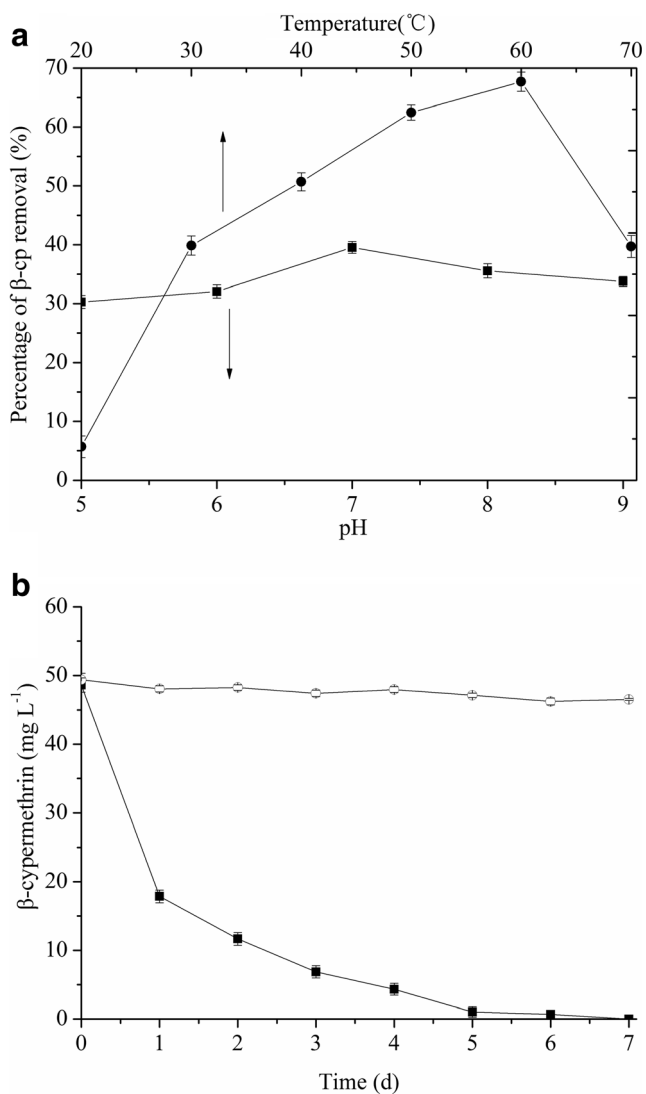 a
Temperature(℃)
20 30 40 50 60 70
Percentage of β-cp removal (%)
70
60
50
40
30
20
10
0
5 6 7 8 9
pH
b
β-cypermethrin (mg L⁻¹)
60
50
40
30
20
10
0
0 1 2 3 4 5 6 7
Time (d)